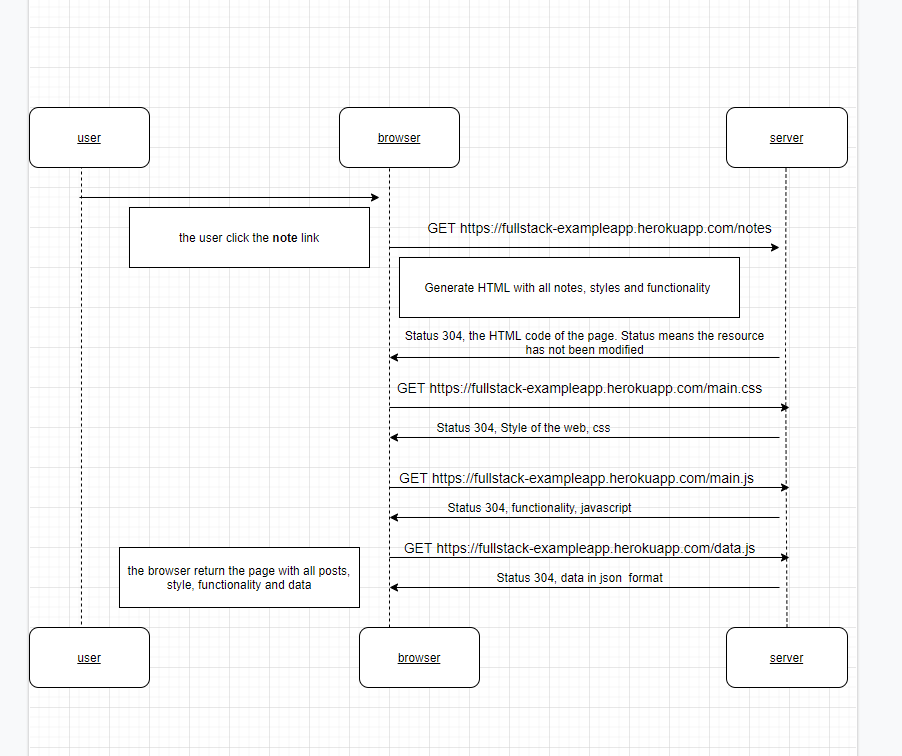 user
browser
server
the user click the note link
GET https://fullstack-exampleapp.herokuapp.com/notes
Generate HTML with all notes, styles and functionality
Status 304, the HTML code of the page. Status means the resource
has not been modified
GET https://fullstack-exampleapp.herokuapp.com/main.css
Status 304, Style of the web, css
GET https://fullstack-exampleapp.herokuapp.com/main.js
Status 304, functionality, javascript
GET https://fullstack-exampleapp.herokuapp.com/data.js
the browser return the page with all posts,
style, functionality and data
Status 304, data in json format
user
browser
server